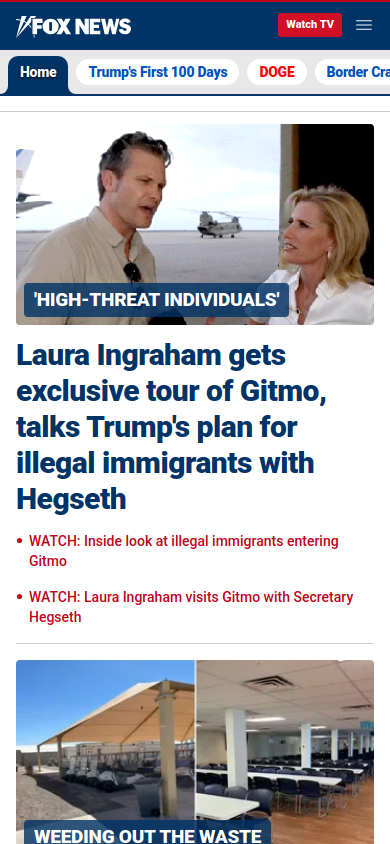 FOX NEWS
Watch TV
Home
Trump's First 100 Days
DOGE
Border Cra
'HIGH-THREAT INDIVIDUALS'
Laura Ingraham gets
exclusive tour of Gitmo,
talks Trump's plan for
illegal immigrants with
Hegseth
• WATCH: Inside look at illegal immigrants entering
Gitmo
• WATCH: Laura Ingraham visits Gitmo with Secretary
Hegseth
WEEDING OUT THE WASTE